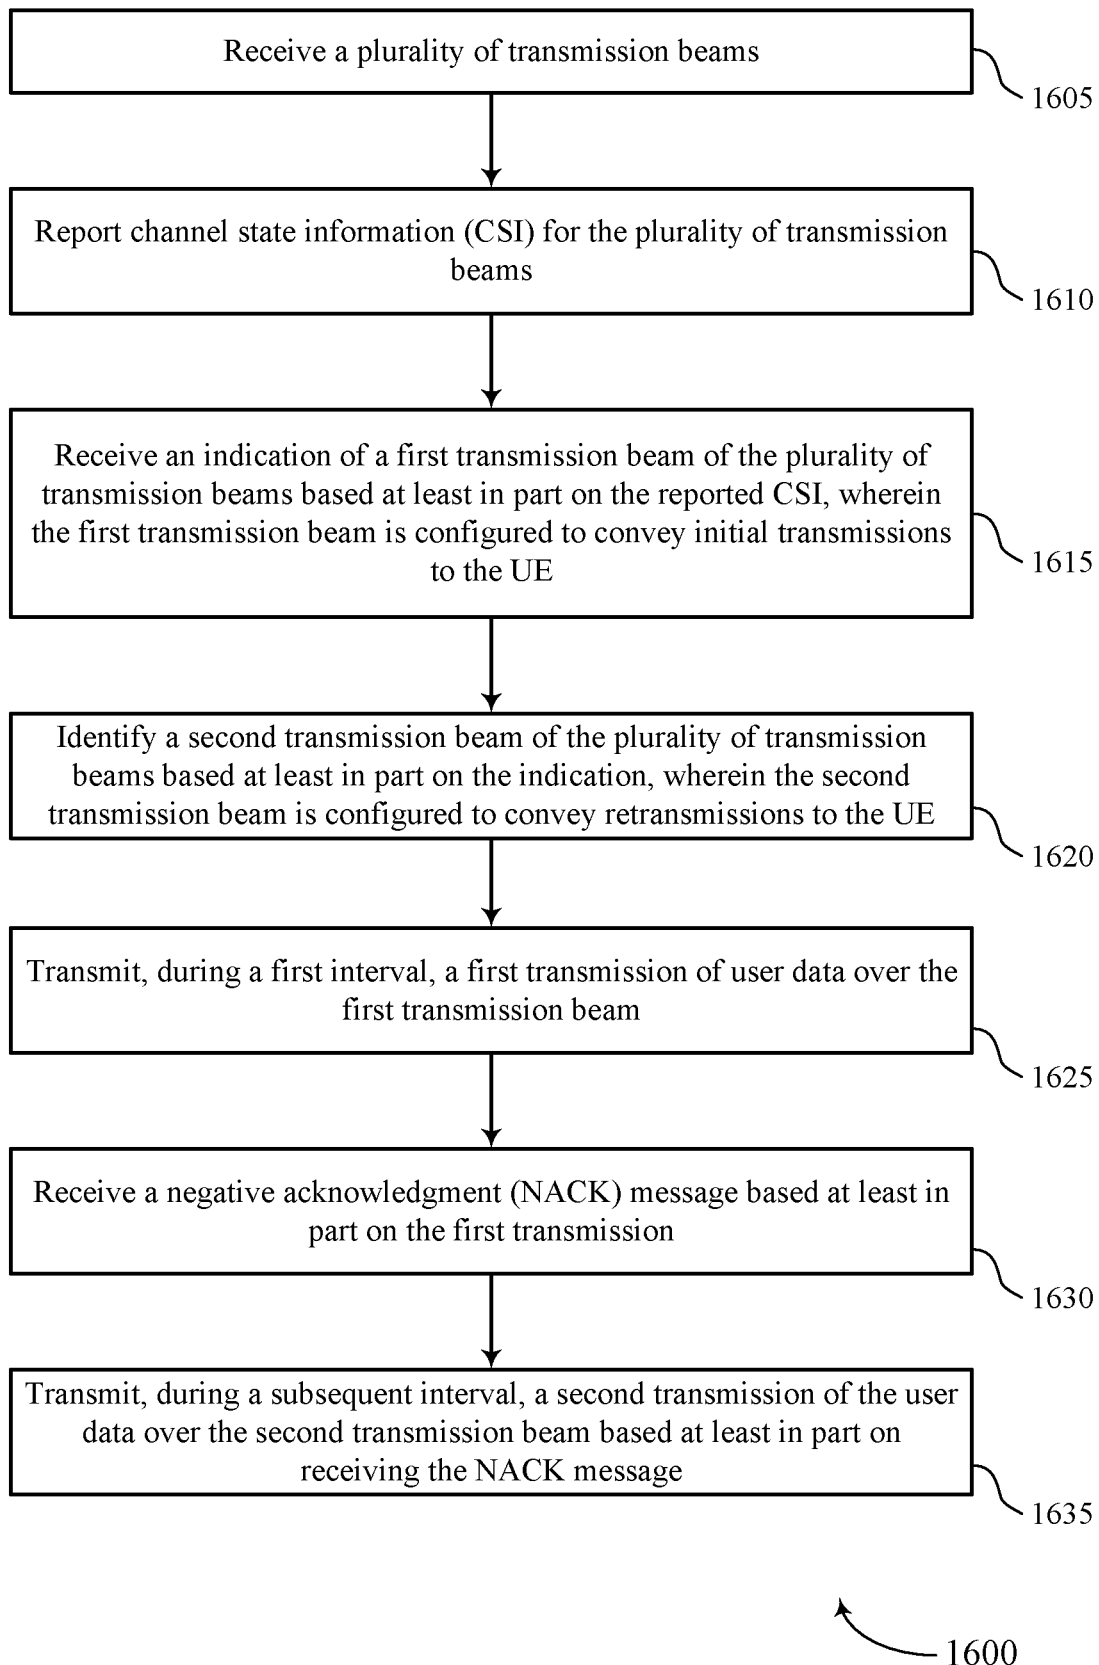 Receive a plurality of transmission beams
1605
Report channel state information (CSI) for the plurality of transmission
beams
1610
Receive an indication of a first transmission beam of the plurality of
transmission beams based at least in part on the reported CSI, wherein
the first transmission beam is configured to convey initial transmissions
to the UE
1615
Identify a second transmission beam of the plurality of transmission
beams based at least in part on the indication, wherein the second
transmission beam is configured to convey retransmissions to the UE
1620
Transmit, during a first interval, a first transmission of user data over the
first transmission beam
1625
Receive a negative acknowledgment (NACK) message based at least in
part on the first transmission
1630
Transmit, during a subsequent interval, a second transmission of the user
data over the second transmission beam based at least in part on
receiving the NACK message
1635
1600